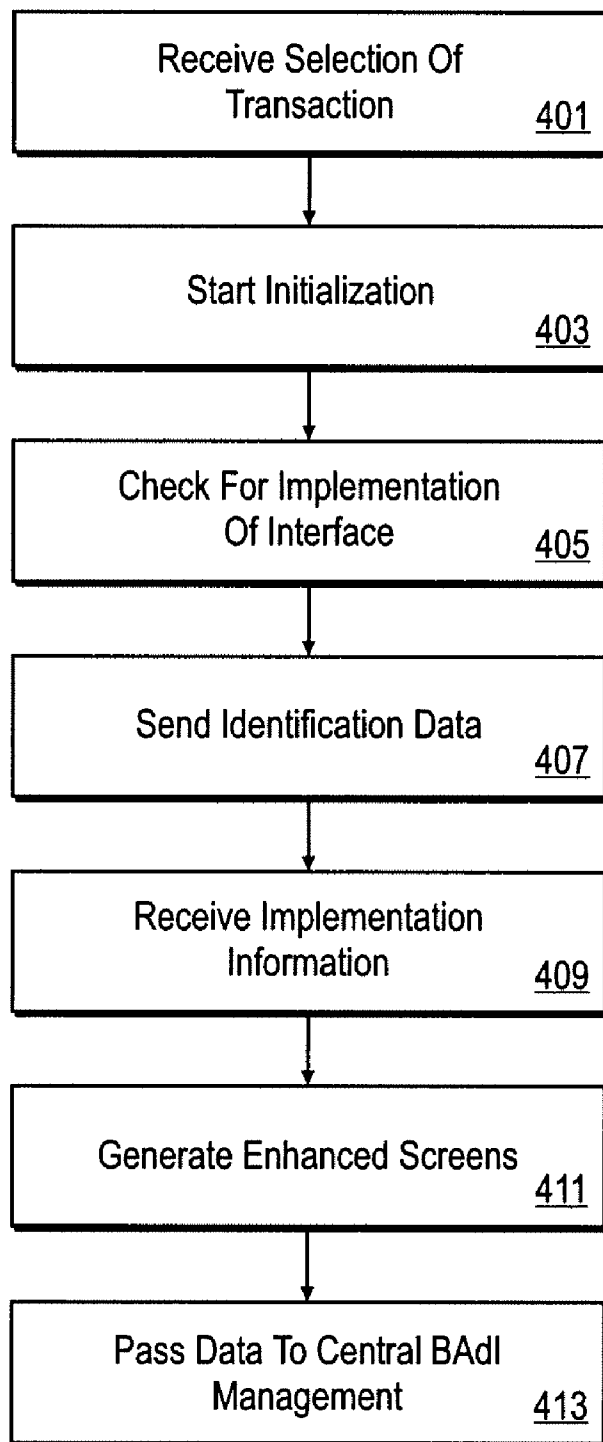 Receive Selection Of
Transaction
401
Start Initialization
403
Check For Implementation
Of Interface
405
Send Identification Data
407
Receive Implementation
Information
409
Generate Enhanced Screens
411
Pass Data To Central BAdI
Management
413